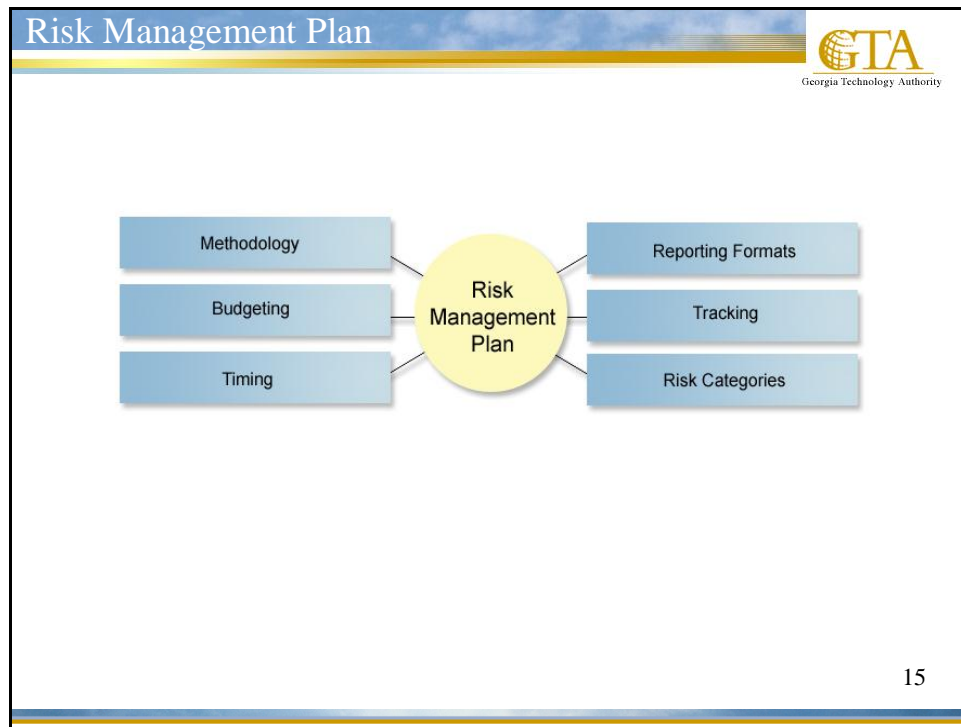 Risk Management Plan
GTA
Georgia Technology Authority
Methodology
Budgeting
Timing
Risk
Management
Plan
Reporting Formats
Tracking
Risk Categories
15